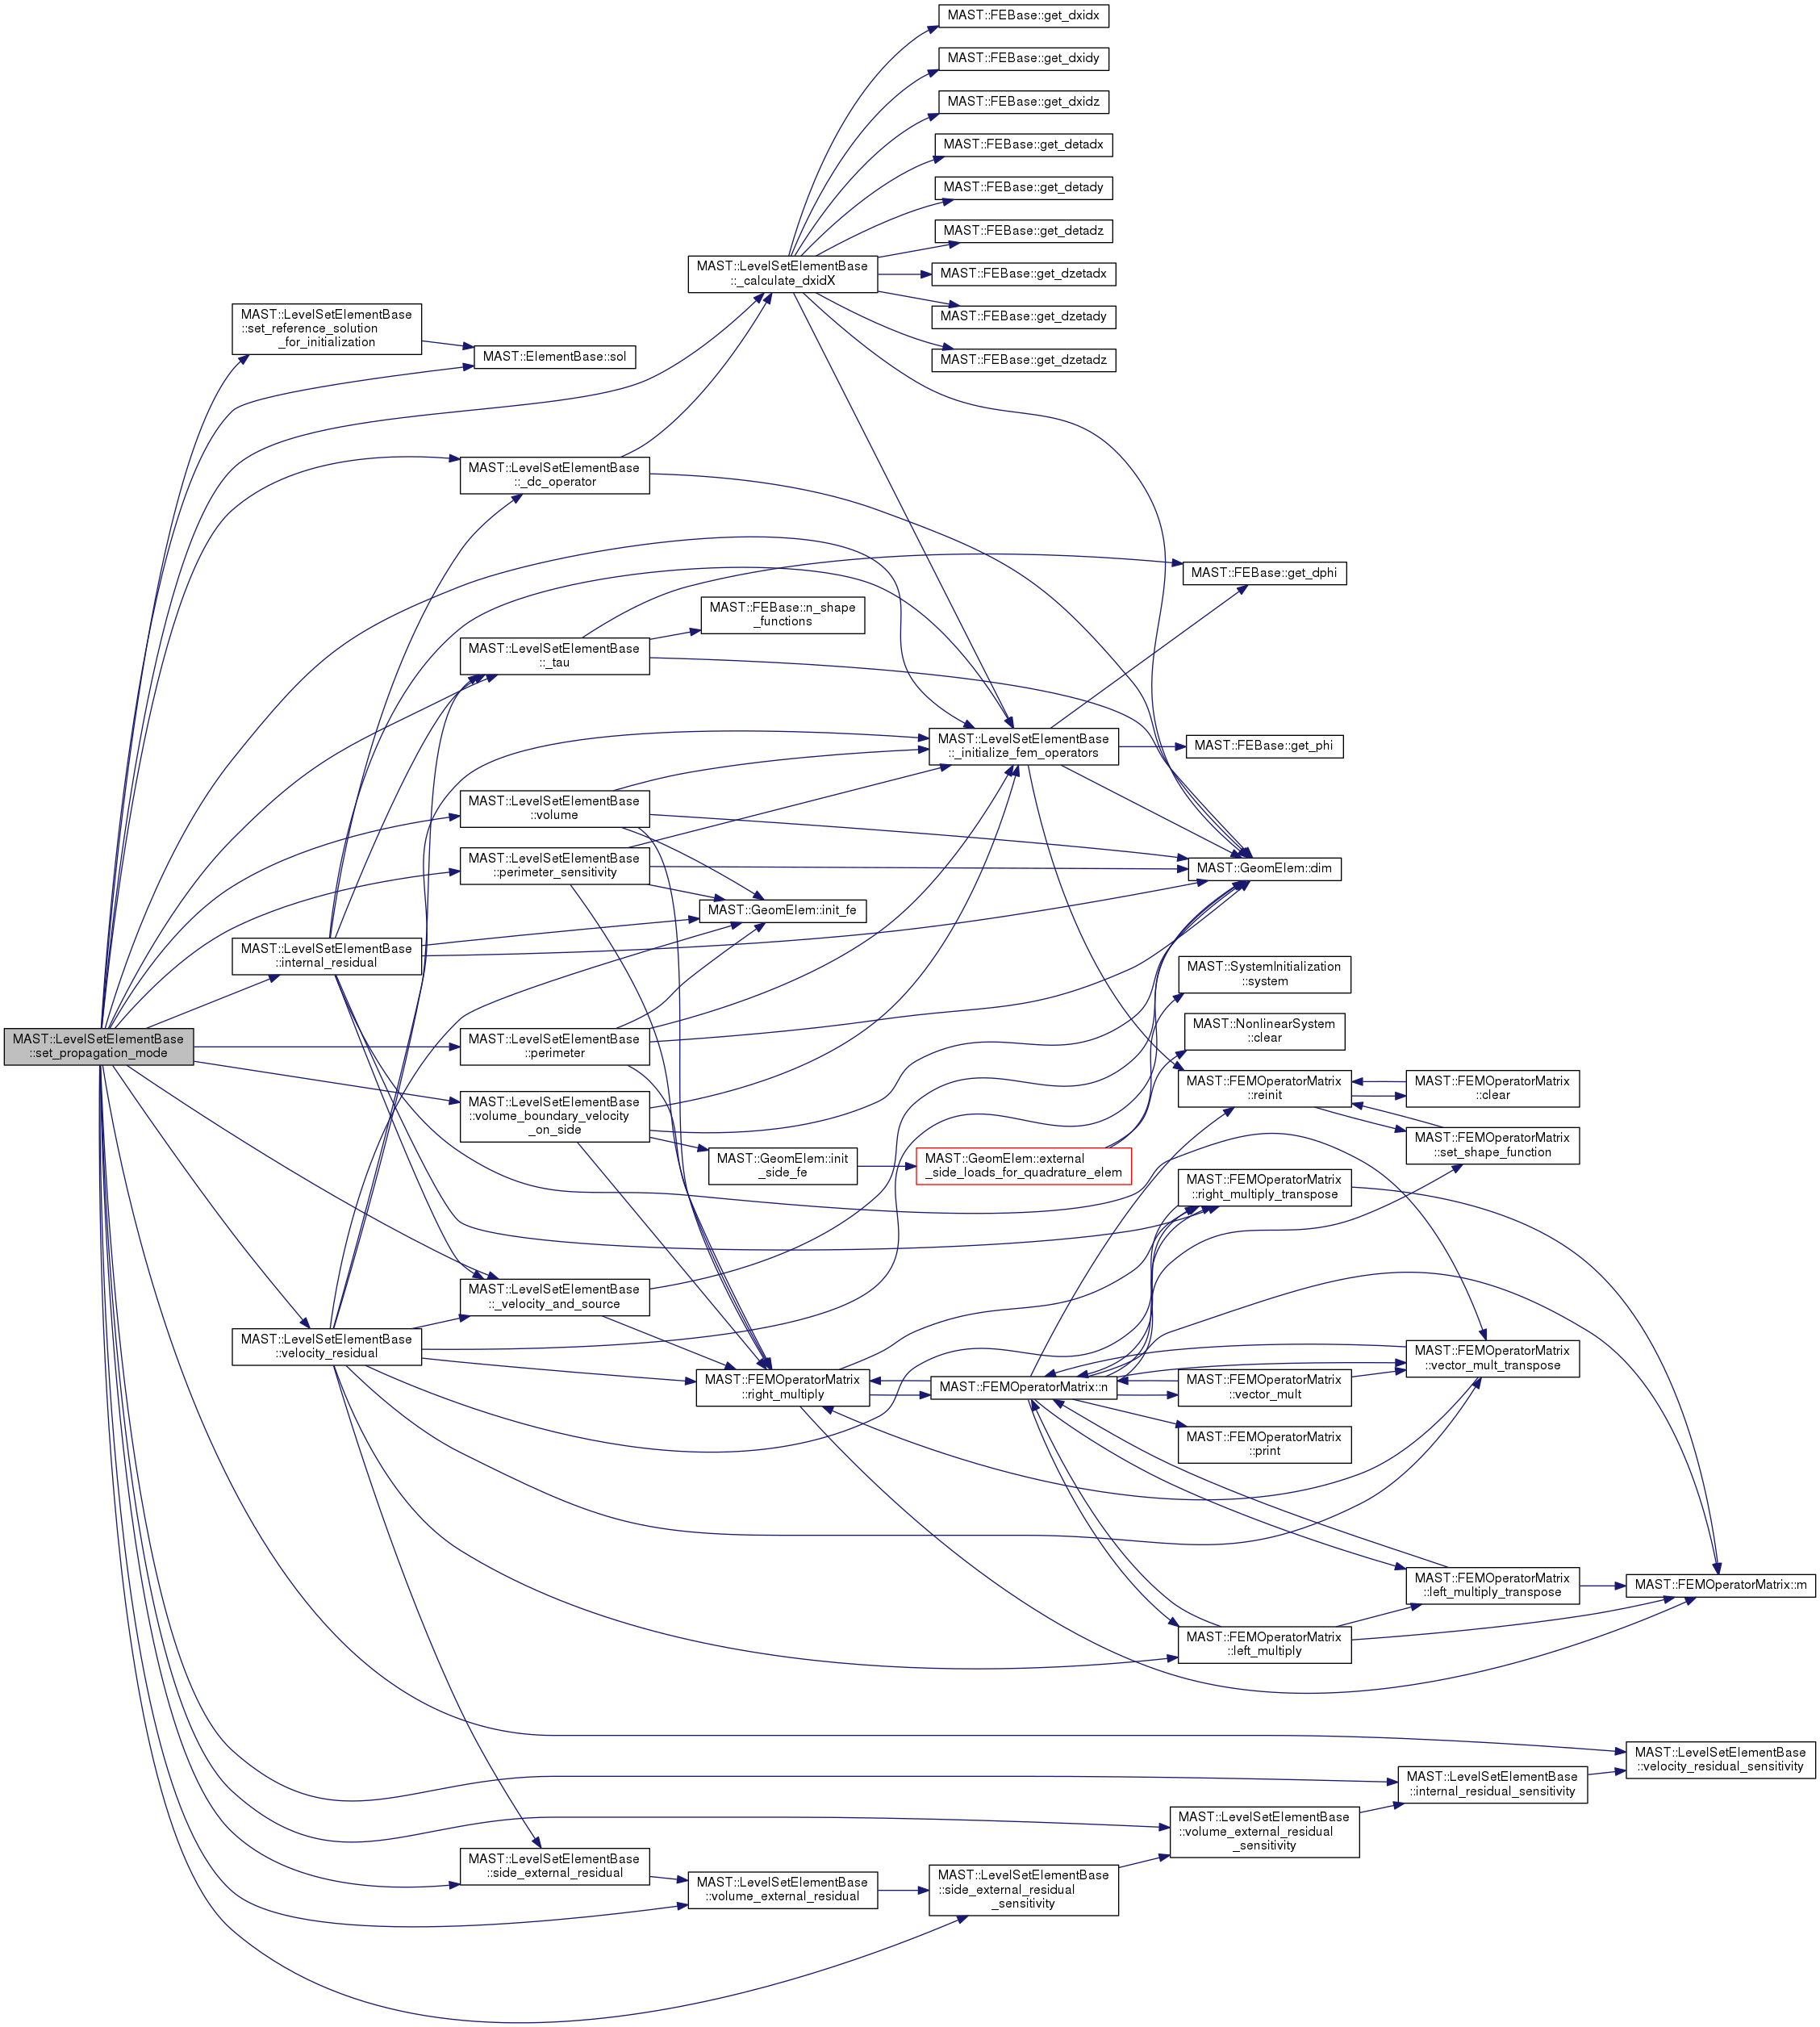 MAST::FEBase::get_dxidx
MAST::FEBase::get_dxidy
MAST::FEBase::get_dxidz
MAST::FEBase::get_detadx
MAST::FEBase::get_detady
MAST::FEBase::get_detadz
MAST::LevelSetElementBase
::_calculate_dxidX
MAST::FEBase::get_dzetadx
MAST::FEBase::get_dzetady
MAST::FEBase::get_dzetadz
MAST::LevelSetElementBase
::set_reference_solution
_for_initialization
MAST::ElementBase::sol
MAST::LevelSetElementBase
::_dc_operator
MAST::FEBase::get_dphi
MAST::FEBase::n_shape
_functions
MAST::LevelSetElementBase
::_tau
MAST::LevelSetElementBase
::_initialize_fem_operators
MAST::FEBase::get_phi
MAST::LevelSetElementBase
::volume
MAST::LevelSetElementBase
::perimeter_sensitivity
MAST::GeomElem::dim
MAST::GeomElem::init_fe
MAST::LevelSetElementBase
::internal_residual
MAST::SystemInitialization
::system
MAST::NonlinearSystem
::clear
MAST::LevelSetElementBase
::set_propagation_mode
MAST::LevelSetElementBase
::perimeter
MAST::FEMOperatorMatrix
::reinit
MAST::FEMOperatorMatrix
::clear
MAST::LevelSetElementBase
::volume_boundary_velocity
_on_side
MAST::GeomElem::init
_side_fe
MAST::GeomElem::external
_side_loads_for_quadrature_elem
MAST::FEMOperatorMatrix
::set_shape_function
MAST::FEMOperatorMatrix
::right_multiply_transpose
MAST::LevelSetElementBase
::_velocity_and_source
MAST::LevelSetElementBase
::velocity_residual
MAST::FEMOperatorMatrix
::right_multiply
MAST::FEMOperatorMatrix::n
MAST::FEMOperatorMatrix
::vector_mult
MAST::FEMOperatorMatrix
::vector_mult_transpose
MAST::FEMOperatorMatrix
::print
MAST::FEMOperatorMatrix
::left_multiply_transpose
MAST::FEMOperatorMatrix::m
MAST::FEMOperatorMatrix
::left_multiply
MAST::LevelSetElementBase
::velocity_residual_sensitivity
MAST::LevelSetElementBase
::internal_residual_sensitivity
MAST::LevelSetElementBase
::volume_external_residual
_sensitivity
MAST::LevelSetElementBase
::side_external_residual
MAST::LevelSetElementBase
::volume_external_residual
MAST::LevelSetElementBase
::side_external_residual
_sensitivity